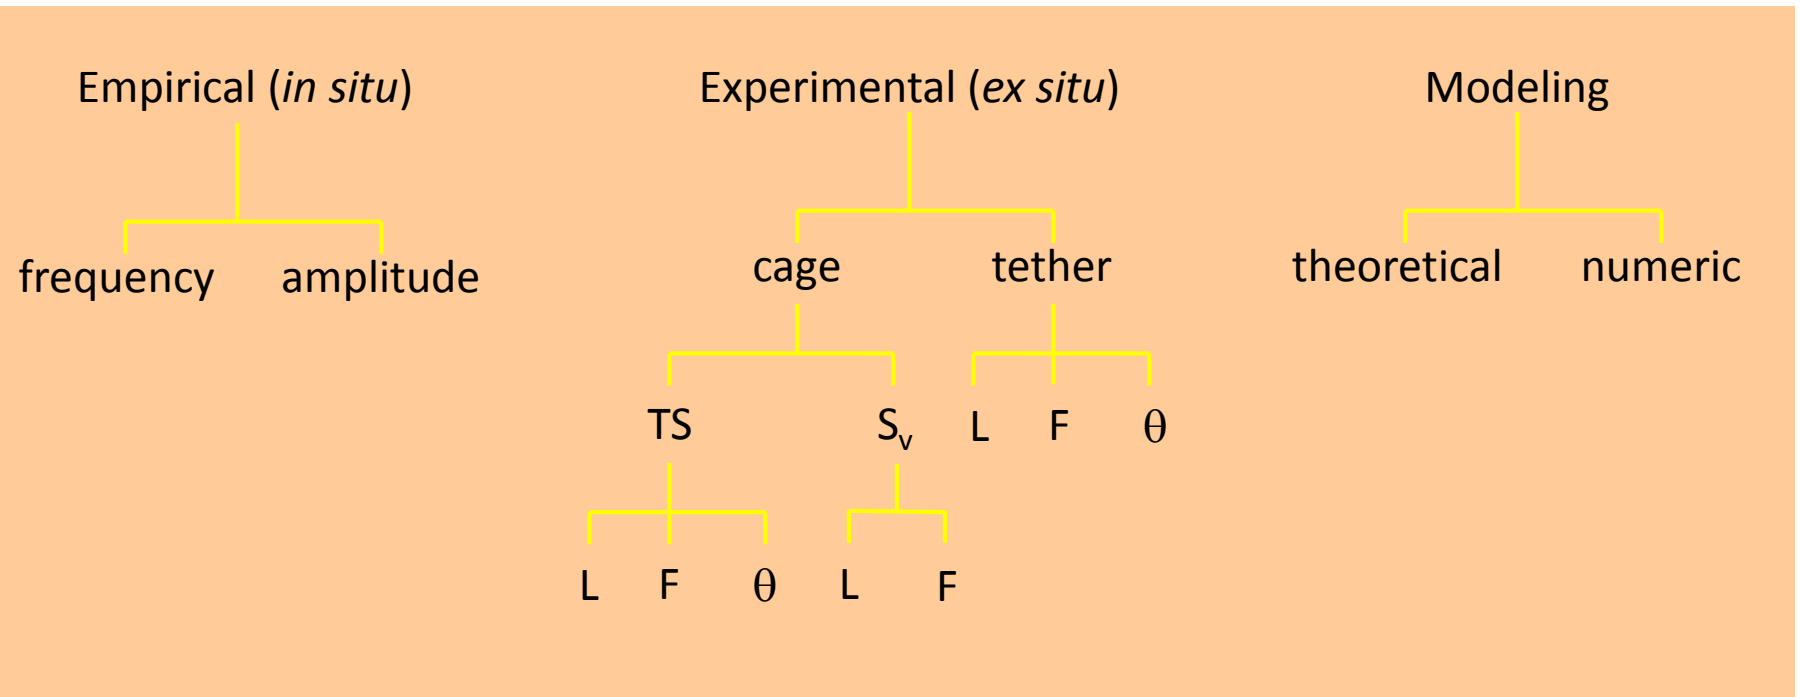 Empirical (in situ) Experimental (ex situ) Modeling
frequency amplitude cage tether theoretical numeric
TS Sv L F θ
L F θ L F